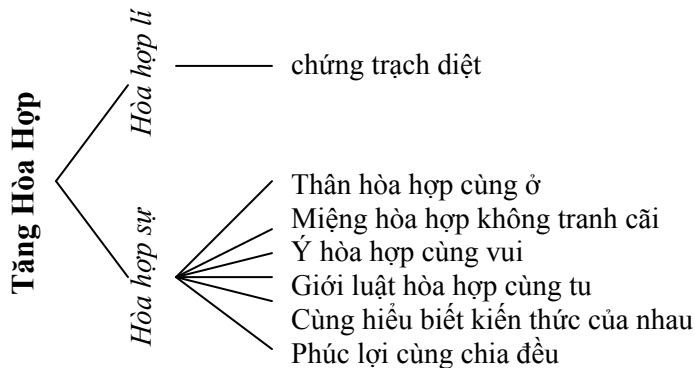 Tăng Hòa Hợp
Hòa hợp lí
chứng trạch diệt
Hòa hợp sự
Thân hòa hợp cùng ở
Miệng hòa hợp không tranh cãi
Ý hòa hợp cùng vui
Giới luật hòa hợp cùng tu
Cùng hiểu biết kiến thức của nhau
Phúc lợi cùng chia đều